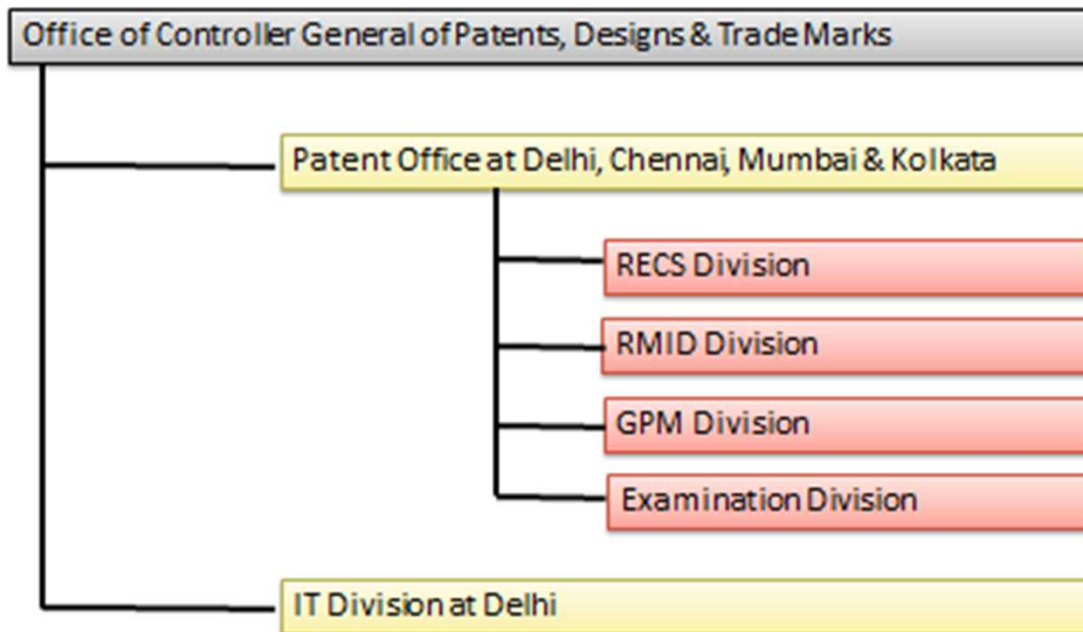 Office of Controller General of Patents, Designs & Trade Marks
Patent Office at Delhi, Chennai, Mumbai & Kolkata
RECS Division
RMID Division
GPM Division
Examination Division
IT Division at Delhi